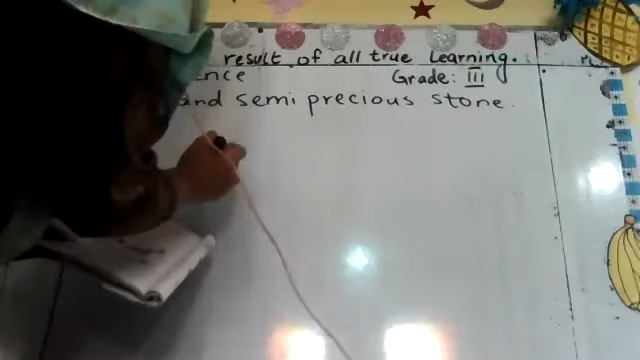 result of all true learning.
ence
Grade: III
and semi precious stone.